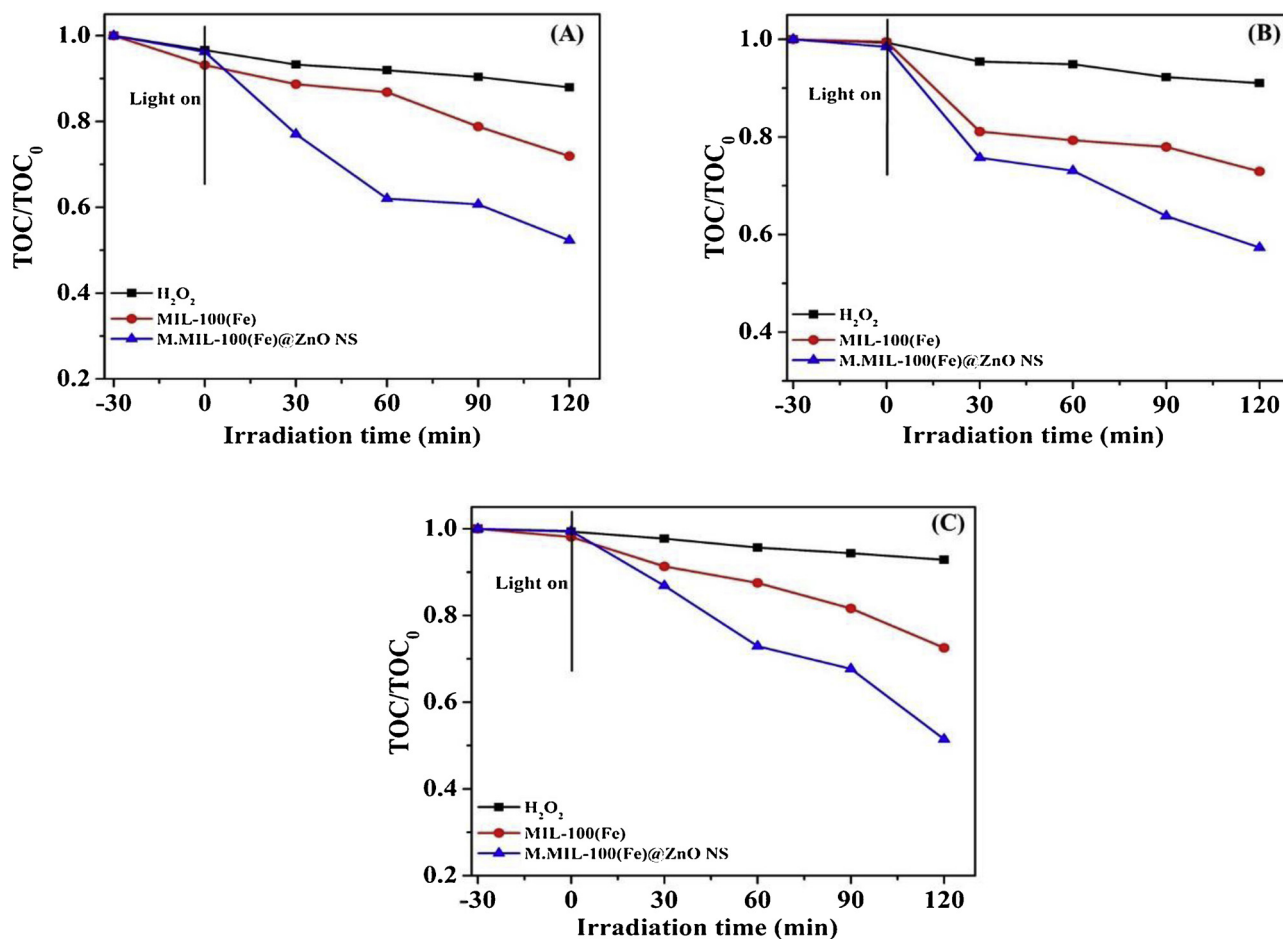 (A)
1.0
0.8
0.6
0.4
0.2
TOC/TOC₀
Light on
H₂O₂
MIL-100(Fe)
M.MIL-100(Fe)@ZnO NS
-30 0 30 60 90 120
Irradiation time (min)
(B)
1.0
0.8
0.6
0.4
TOC/TOC₀
Light on
H₂O₂
MIL-100(Fe)
M.MIL-100(Fe)@ZnO NS
-30 0 30 60 90 120
Irradiation time (min)
(C)
1.0
0.8
0.6
0.4
0.2
TOC/TOC₀
Light on
H₂O₂
MIL-100(Fe)
M.MIL-100(Fe)@ZnO NS
-30 0 30 60 90 120
Irradiation time (min)